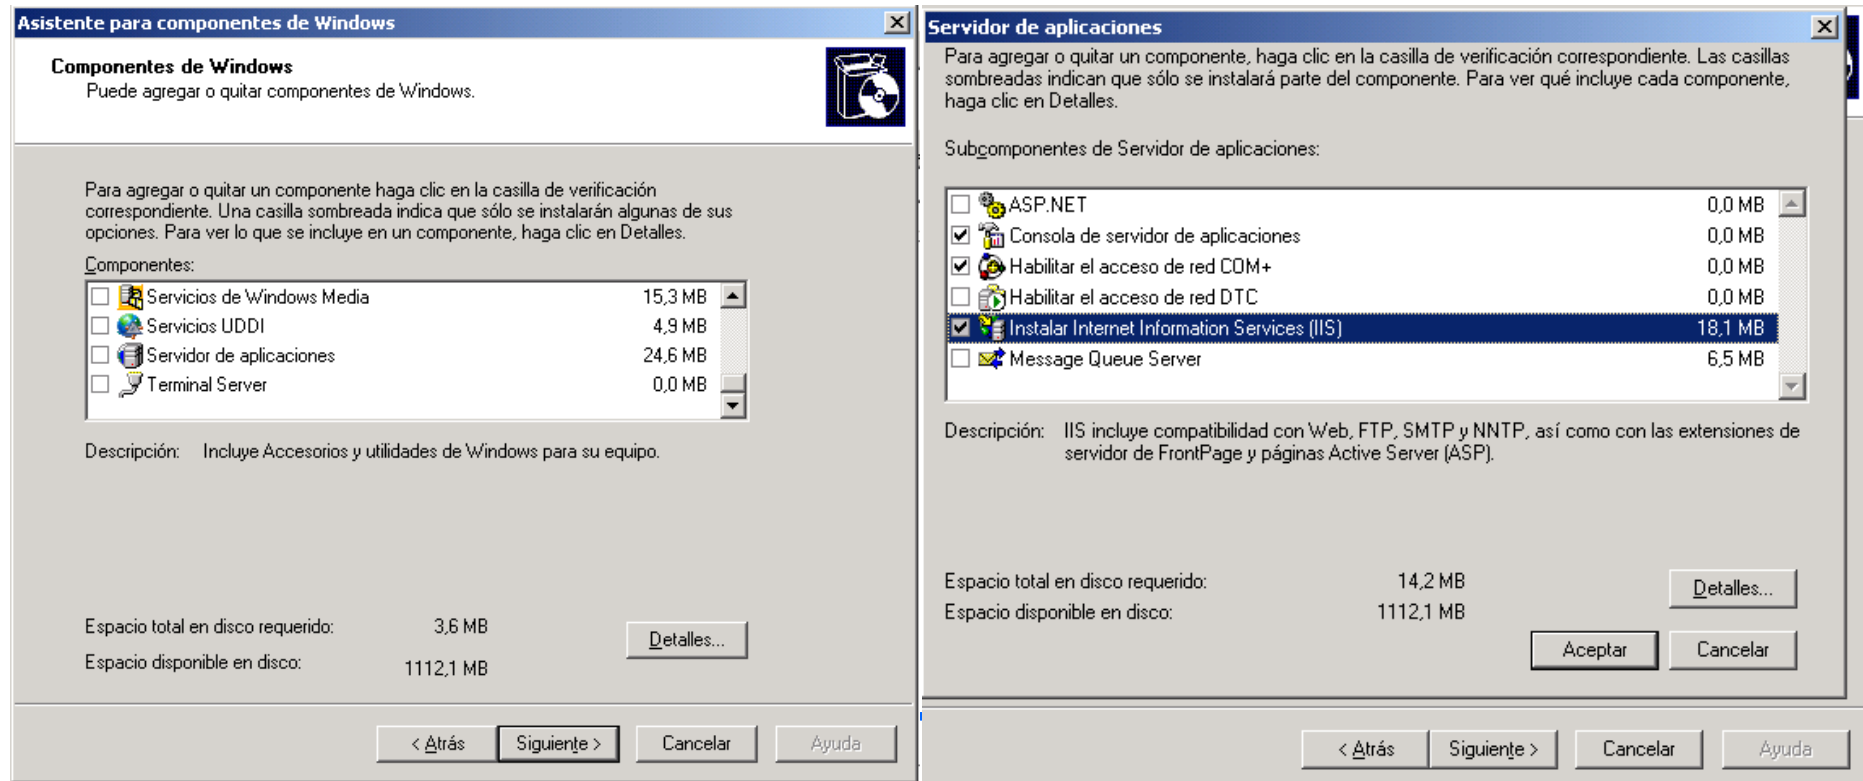 Asistente para componentes de Windows
Componentes de Windows
Puede agregar o quitar componentes de Windows.
Para agregar o quitar un componente haga clic en la casilla de verificación
correspondiente. Una casilla sombreada indica que sólo se instalarán algunas de sus
opciones. Para ver lo que se incluye en un componente, haga clic en Detalles.
Componentes:
Servicios de Windows Media 15,3 MB
Servicios UDDI 4,9 MB
Servidor de aplicaciones 24,6 MB
Terminal Server 0,0 MB
Descripción: Incluye Accesorios y utilidades de Windows para su equipo.
Espacio total en disco requerido: 3,6 MB
Espacio disponible en disco: 1112,1 MB
Detalles...
< Atrás Siguiente > Cancelar Ayuda
Servidor de aplicaciones
Para agregar o quitar un componente, haga clic en la casilla de verificación correspondiente. Las casillas
sombreadas indican que sólo se instalará parte del componente. Para ver qué incluye cada componente,
haga clic en Detalles.
Subcomponentes de Servidor de aplicaciones:
ASP.NET 0,0 MB
Consola de servidor de aplicaciones 0,0 MB
Habilitar el acceso de red COM+ 0,0 MB
Habilitar el acceso de red DTC 0,0 MB
Instalar Internet Information Services (IIS) 18,1 MB
Message Queue Server 6,5 MB
Descripción: IIS incluye compatibilidad con Web, FTP, SMTP y NNTP, así como con las extensiones de
servidor de FrontPage y páginas Active Server (ASP).
Espacio total en disco requerido: 14,2 MB
Espacio disponible en disco: 1112,1 MB
Detalles...
Aceptar Cancelar
< Atrás Siguiente > Cancelar Ayuda